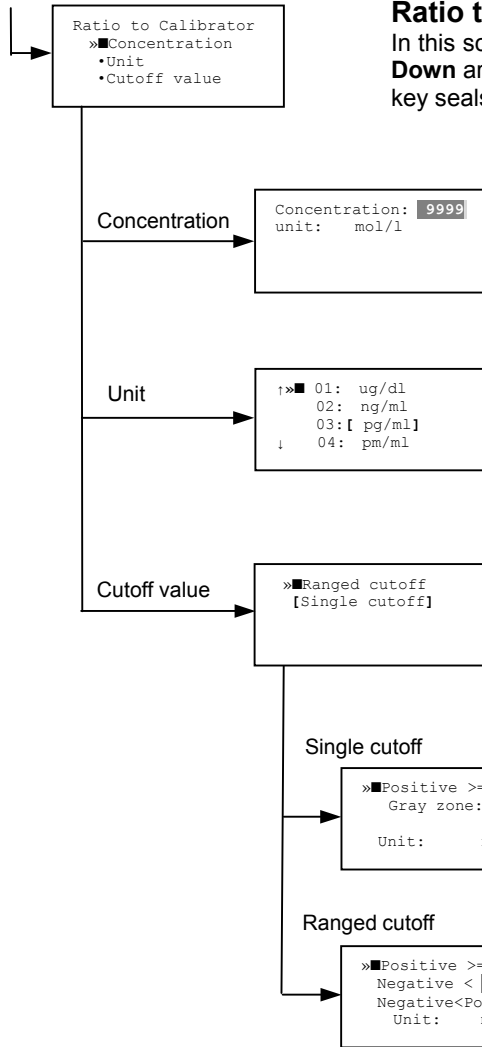 Ratio to Calibrator
»■Concentration
•Unit
•Cutoff value
Ratio
In this
Down
key seals
Concentration
Concentration: 9999
unit: mol/l
Unit
↑»■ 01: ug/dl
02: ng/ml
03:[ pg/ml]
↓ 04: pm/ml
Cutoff value
»■Ranged cutoff
[Single cutoff]
Single cutoff
»■Positive >=
Gray zone:
Unit:
Ranged cutoff
»■Positive >=
Negative <
Negative<Po
Unit: